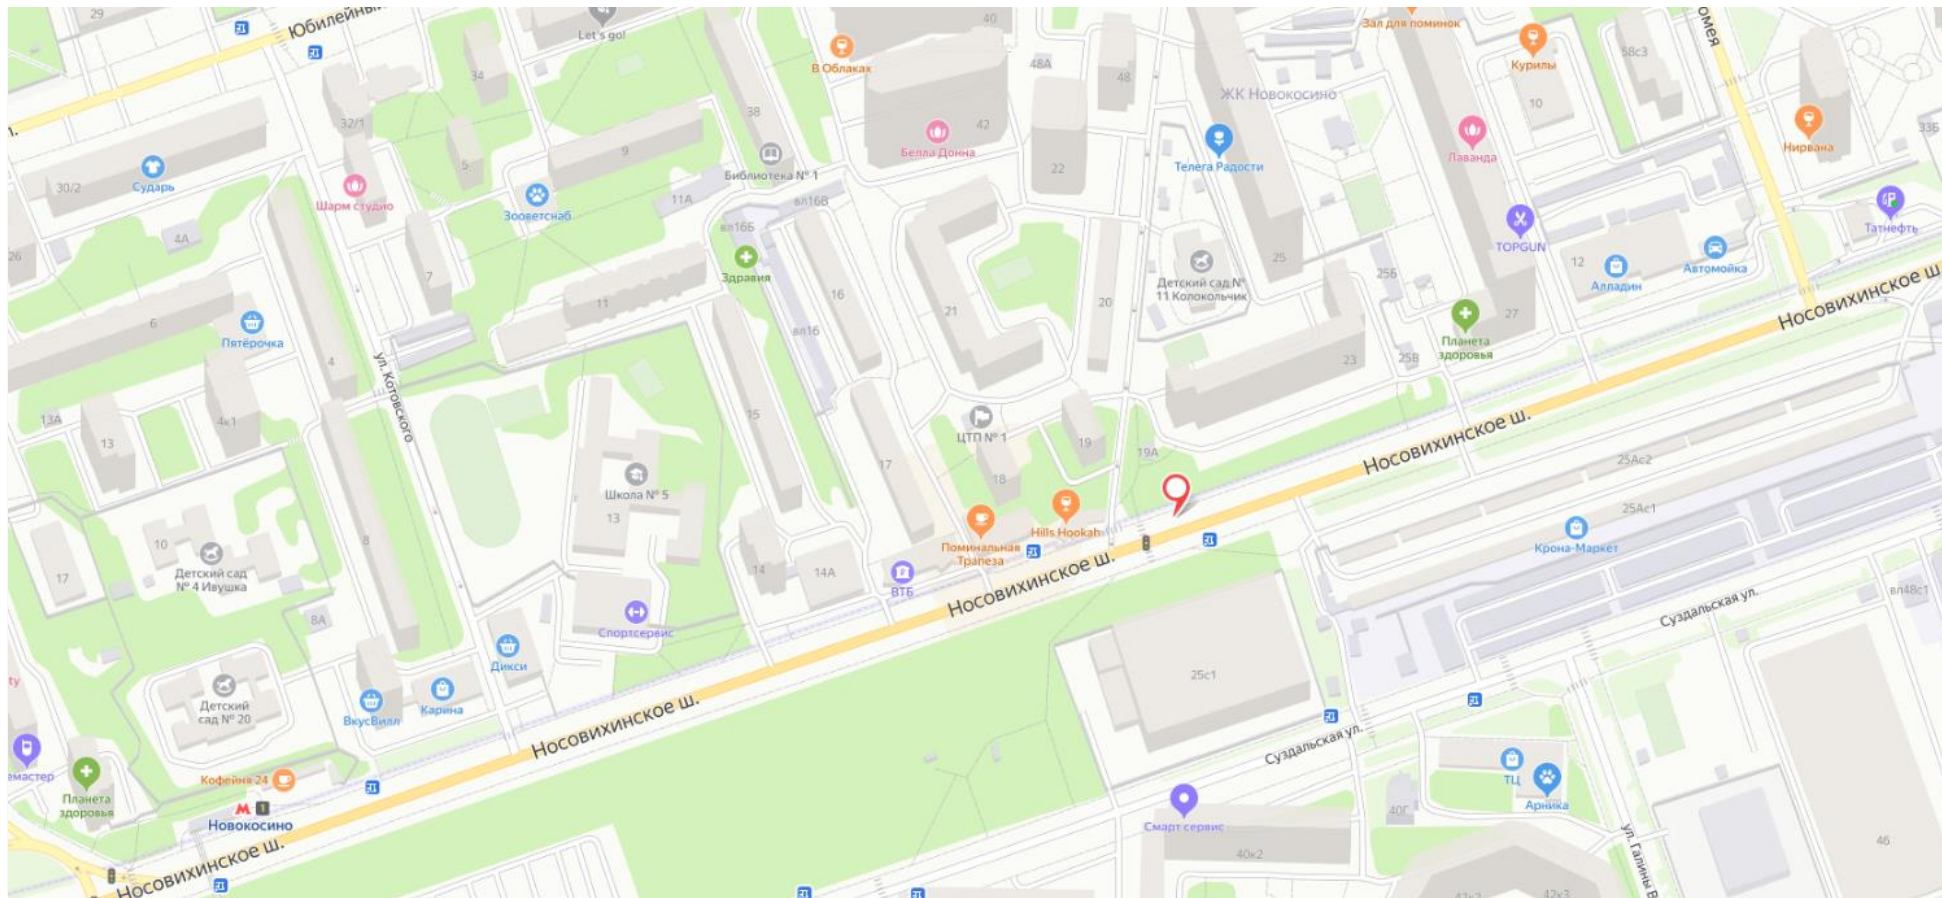 29
Юбилейный
Let's go!
40
В Облаках
Зал для поминок
Курилы
58с3
48А
48
ЖК Новокосино
10
34
38
32/1
5
9
42
Белла Донна
22
Телега Радости
Лаванда
Нирвана
33Б
Библиотека № 1
30/2
Сударь
Шарм студио
Зооветснаб
11А
вл16В
вл16Б
4А
26
7
Здравия
Детский сад №
11 Колокольчик
25
25Б
TOPGUN
12
Алладин
Автомойка
Татнефть
11
16
21
20
6
Пятёрочка
4
вл16
23
25В
Планета
здоровья
27
Носовихинское ш.
ул. Котовского
13А
13
4к1
15
ЦТП № 1
19
19А
Носовихинское ш.
25Ас2
17
18
Школа № 5
13
25Ас1
10
8
Детский сад
№ 4 Ивушка
17
14
14А
ВТБ
Поминальная
Трапеза
Hills Hookah
Носовихинское ш.
Крона-Маркет
вл48с1
Суздальская ул.
8А
Спортсервис
Дикси
25с1
Детский
сад № 20
ВкусВилл
Карина
Носовихинское ш.
ty
Суздальская ул.
емастер
Планета
здоровья
Кофейня 24
М 1
Новокосино
ТЦ
Арника
40Г
Смарт сервис
40к2
46
ул. Галины В
Носовихинское ш.
42к3